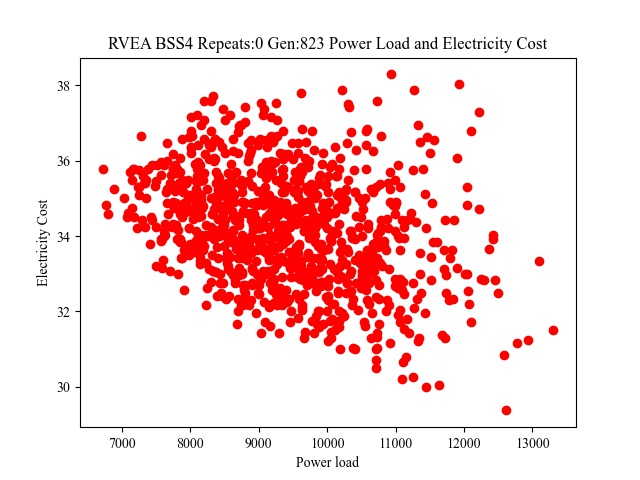 RVEA BSS4 Repeats:0 Gen:823 Power Load and Electricity Cost
38
36
34
32
30
Electricity Cost
7000 8000 9000 10000 11000 12000 13000
Power load